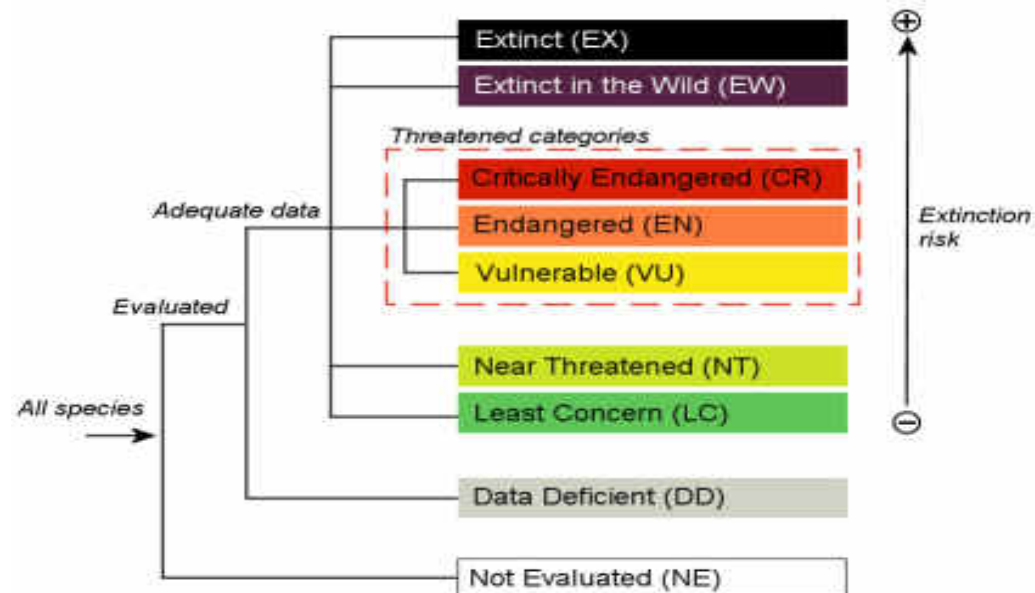 Extinct (EX)
Extinct in the Wild (EW)
Threatened categories
Critically Endangered (CR)
Adequate data
Endangered (EN)
Extinction
risk
Vulnerable (VU)
Evaluated
Near Threatened (NT)
All species
Least Concern (LC)
Data Deficient (DD)
Not Evaluated (NE)